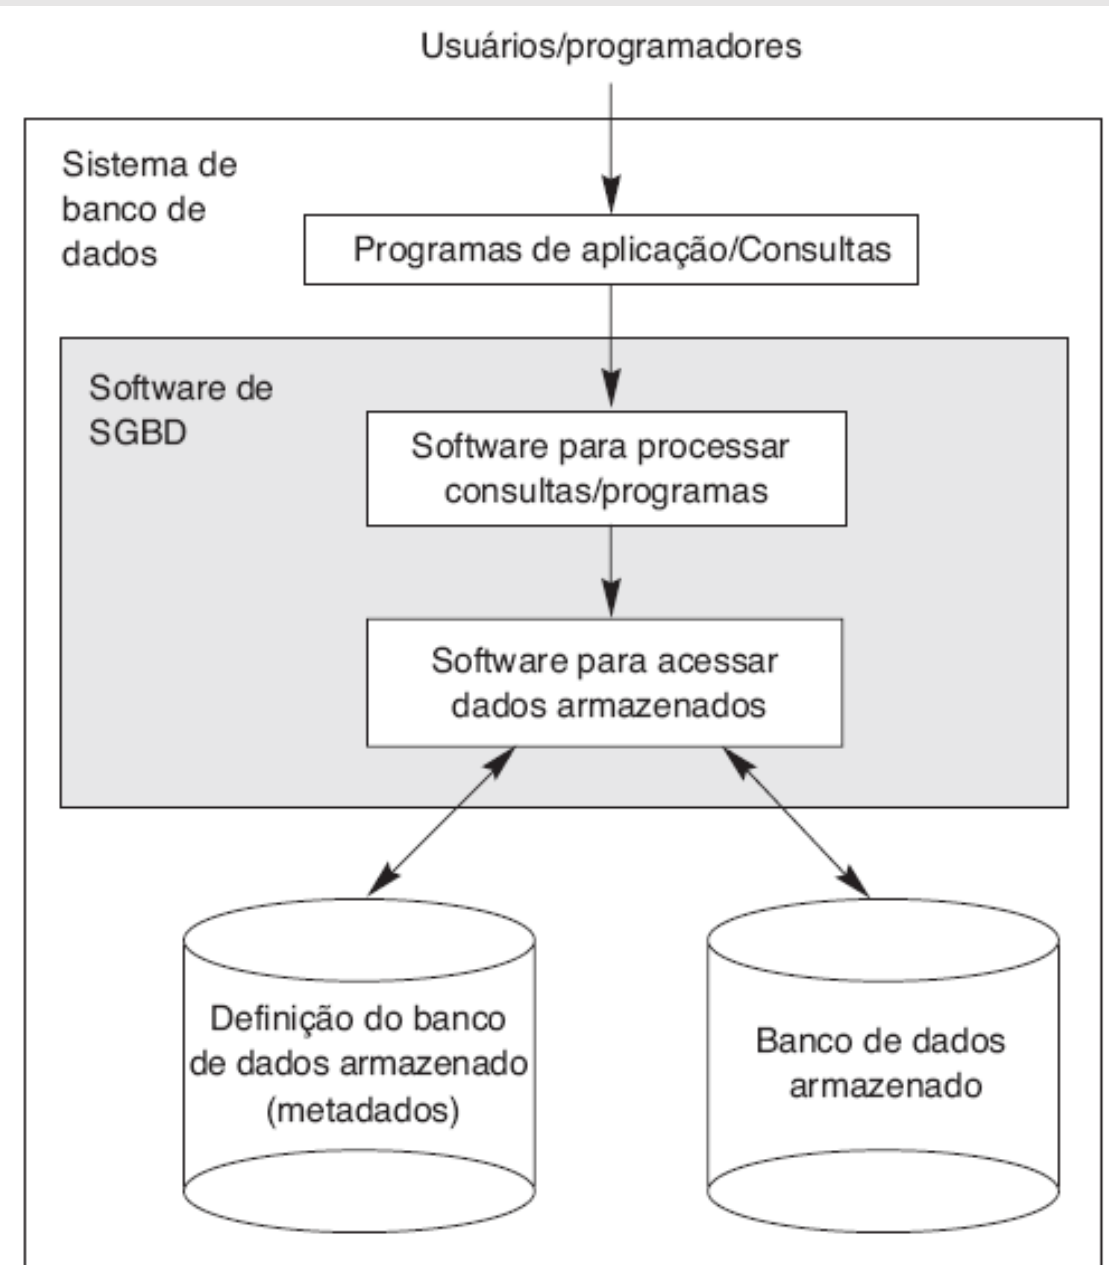 Usuários/programadores
Sistema de
banco de
dados
Programas de aplicação/Consultas
Software de
SGBD
Software para processar
consultas/programas
Software para acessar
dados armazenados
Definição do banco
de dados armazenado
(metadados)
Banco de dados
armazenado